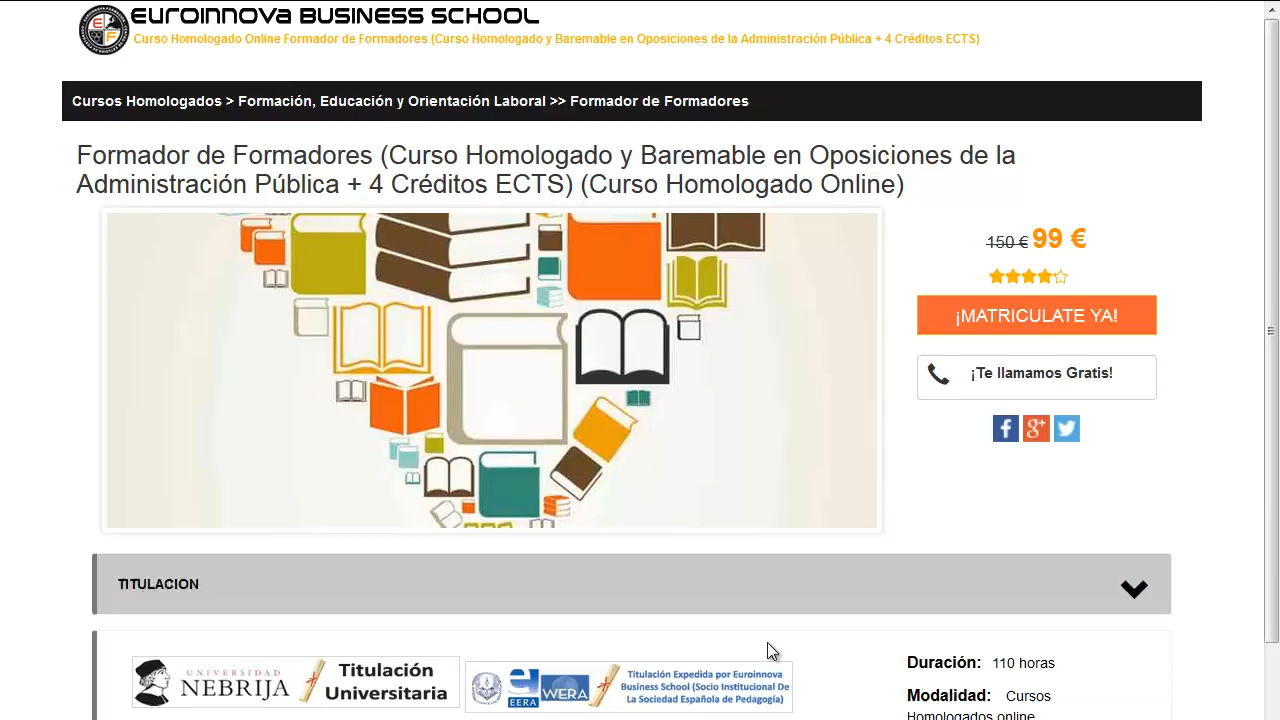 EUROINNOVA BUSINESS SCHOOL
Curso Homologado Online Formador de Formadores (Curso Homologado y Baremable en Oposiciones de la Administración Pública + 4 Créditos ECTS)
Cursos Homologados > Formación, Educación y Orientación Laboral >> Formador de Formadores
Formador de Formadores (Curso Homologado y Baremable en Oposiciones de la
Administración Pública + 4 Créditos ECTS) (Curso Homologado Online)
150 € 99 €
¡MATRICULATE YA!
¡Te llamamos Gratis!
f g+
TITULACION
UNIVERSIDAD
NEBRIJA
Titulación
Universitaria
EERA
WERA
Titulación Expedida por Euroinnova
Business School (Socio Institucional De
La Sociedad Española de Pedagogía)
Duración: 110 horas
Modalidad: Cursos
Homologados online